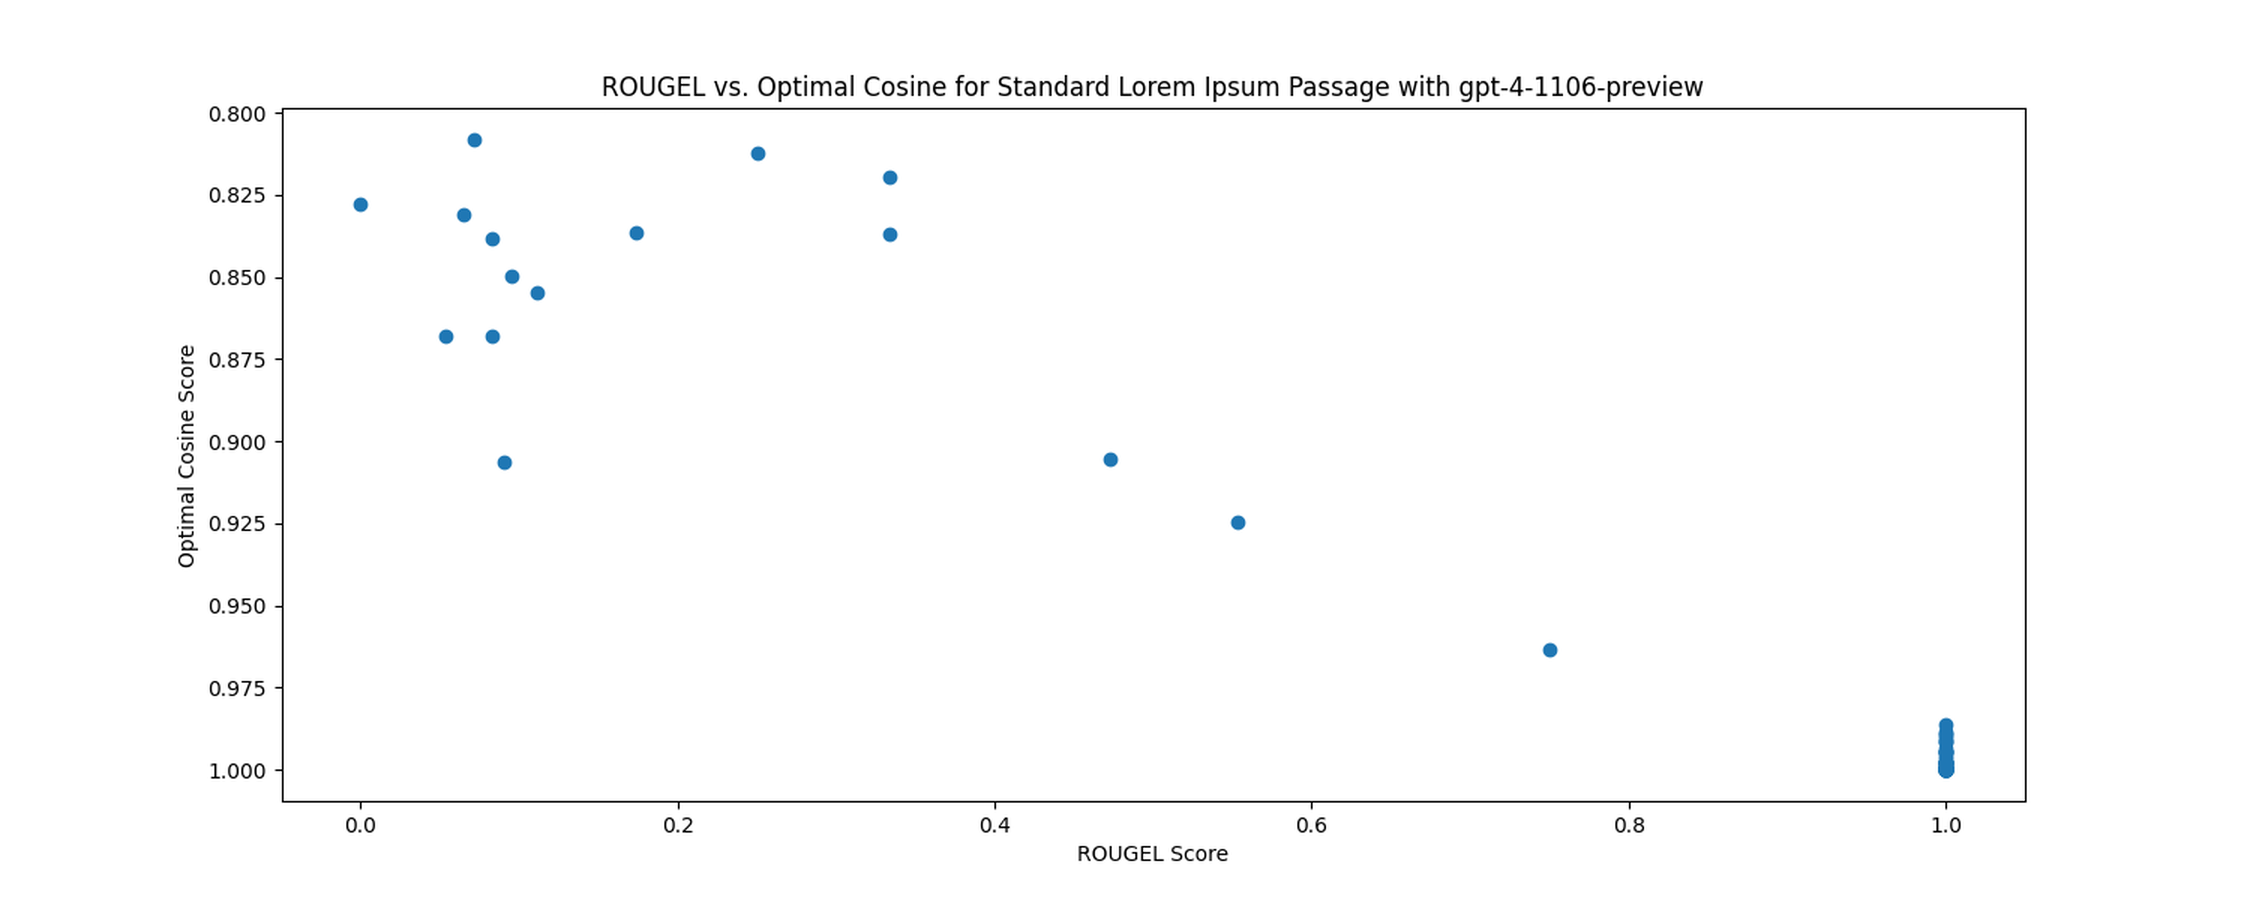 ROUGEL vs. Optimal Cosine for Standard Lorem Ipsum Passage with gpt-4-1106-preview
Optimal Cosine Score
0.800
0.825
0.850
0.875
0.900
0.925
0.950
0.975
1.000
0.0 0.2 0.4 0.6 0.8 1.0
ROUGEL Score